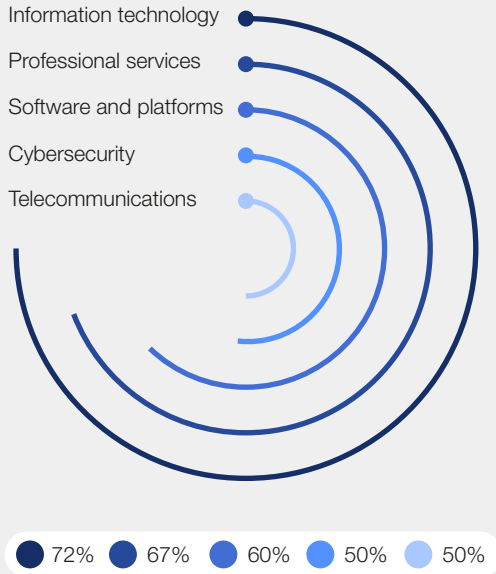 Information technology
Professional services
Software and platforms
Cybersecurity
Telecommunications
72% 67% 60% 50% 50%